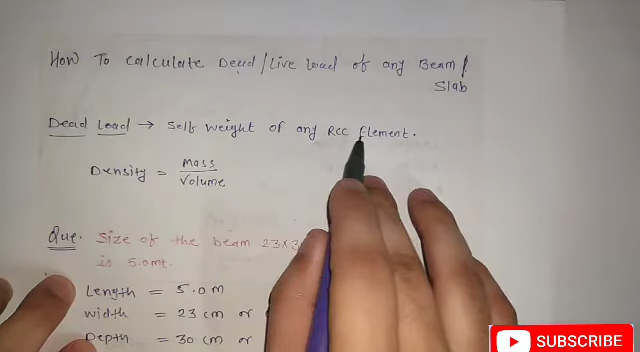 How To Calculate Dead/Live Load of any Beam/
Slab
Dead Load → Self weight of any RCC Element.
Density = Mass
Volume
Que. Size of the beam 23x3
is 5.0mt.
Length = 5.0m
Width = 23 cm or
Depth = 30 cm or
SUBSCRIBE